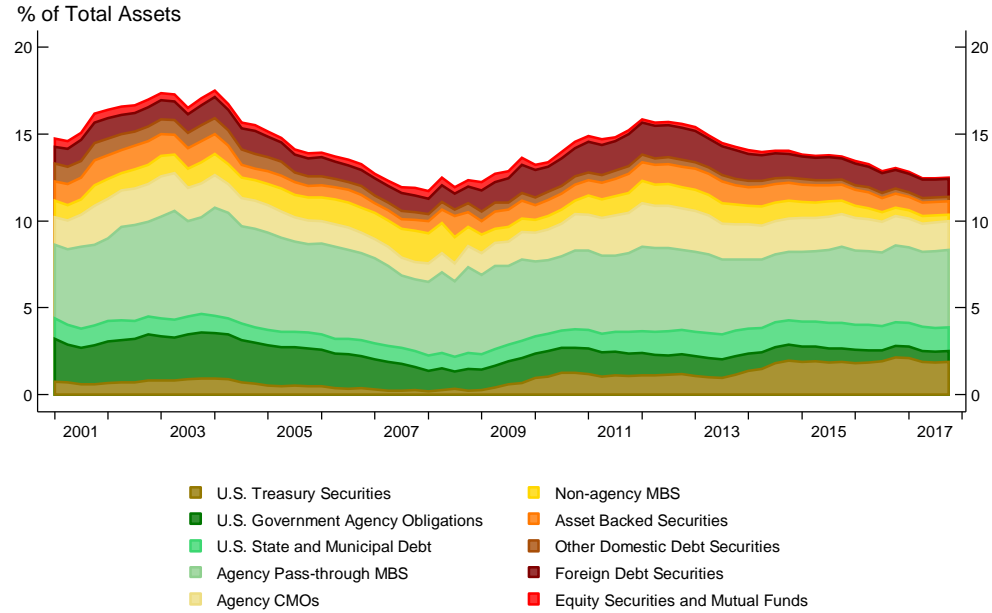 % of Total Assets
20 20
15 15
10 10
5 5
0 0
2001 2003 2005 2007 2009 2011 2013 2015 2017
U.S. Treasury Securities
U.S. Government Agency Obligations
U.S. State and Municipal Debt
Agency Pass-through MBS
Agency CMOs
Non-agency MBS
Asset Backed Securities
Other Domestic Debt Securities
Foreign Debt Securities
Equity Securities and Mutual Funds